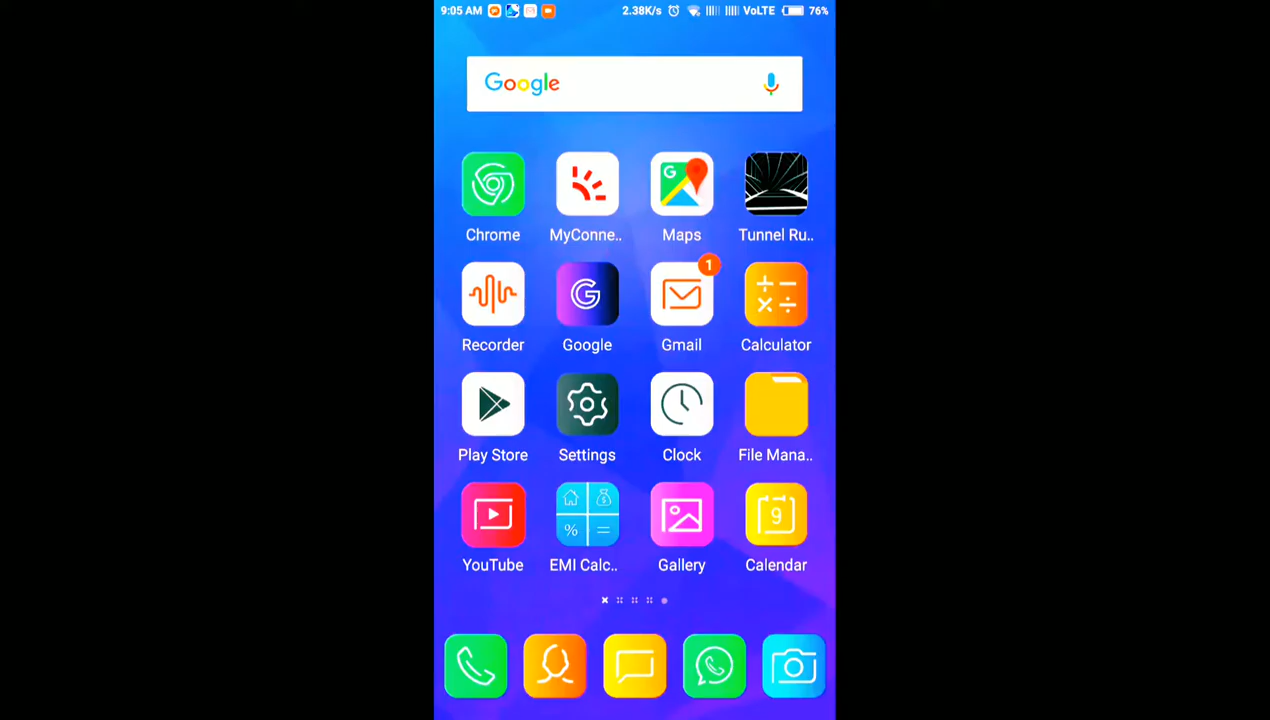 9:05 AM 2.38K/s VoLTE 76%
Google
Chrome MyConne.. Maps Tunnel Ru..
1
Recorder Google Gmail Calculator
Play Store Settings Clock File Mana..
9
YouTube EMI Calc.. Gallery Calendar